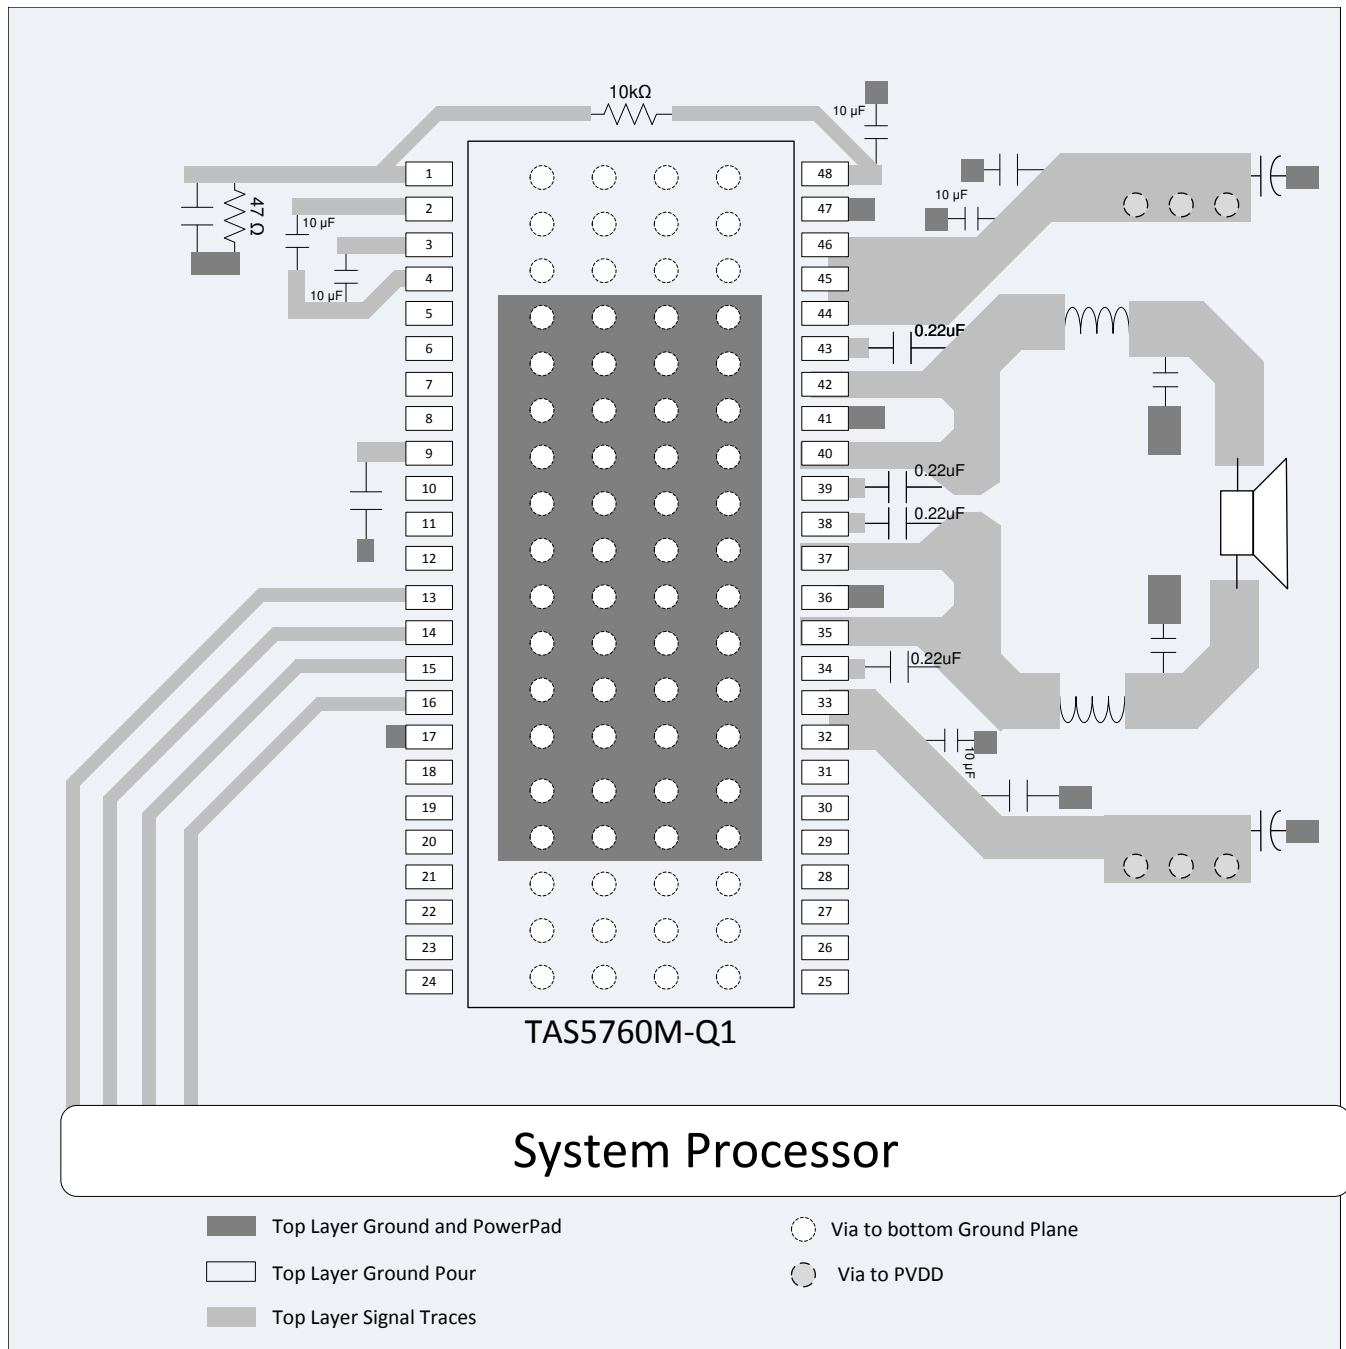 10kΩ
10 µF
1
48
2
47
10 µF
47 Ω
10 µF
3
46
4
45
10 µF
5
44
6
43
0.22uF
7
42
8
41
9
40
0.22uF
10
39
11
38
0.22uF
12
37
13
36
14
35
15
34
0.22uF
16
33
17
32
10 µF
18
31
19
30
20
29
21
28
22
27
23
26
24
25
TAS5760M-Q1
System Processor
Top Layer Ground and PowerPad
Via to bottom Ground Plane
Top Layer Ground Pour
Via to PVDD
Top Layer Signal Traces